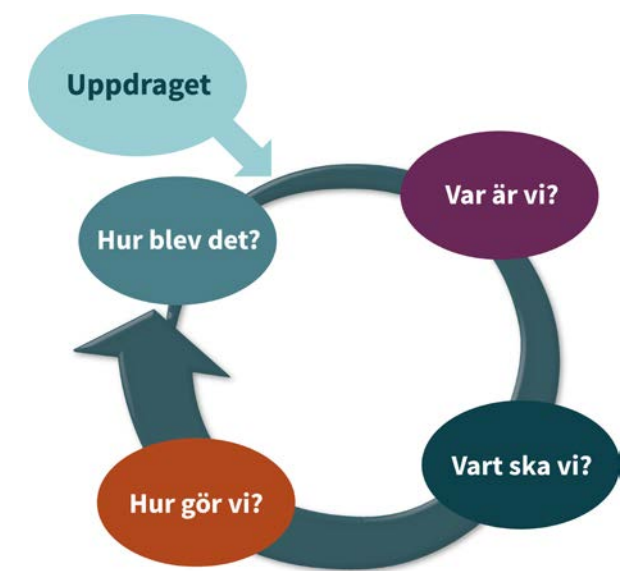 Uppdraget
Var är vi?
Vart ska vi?
Hur gör vi?
Hur blev det?